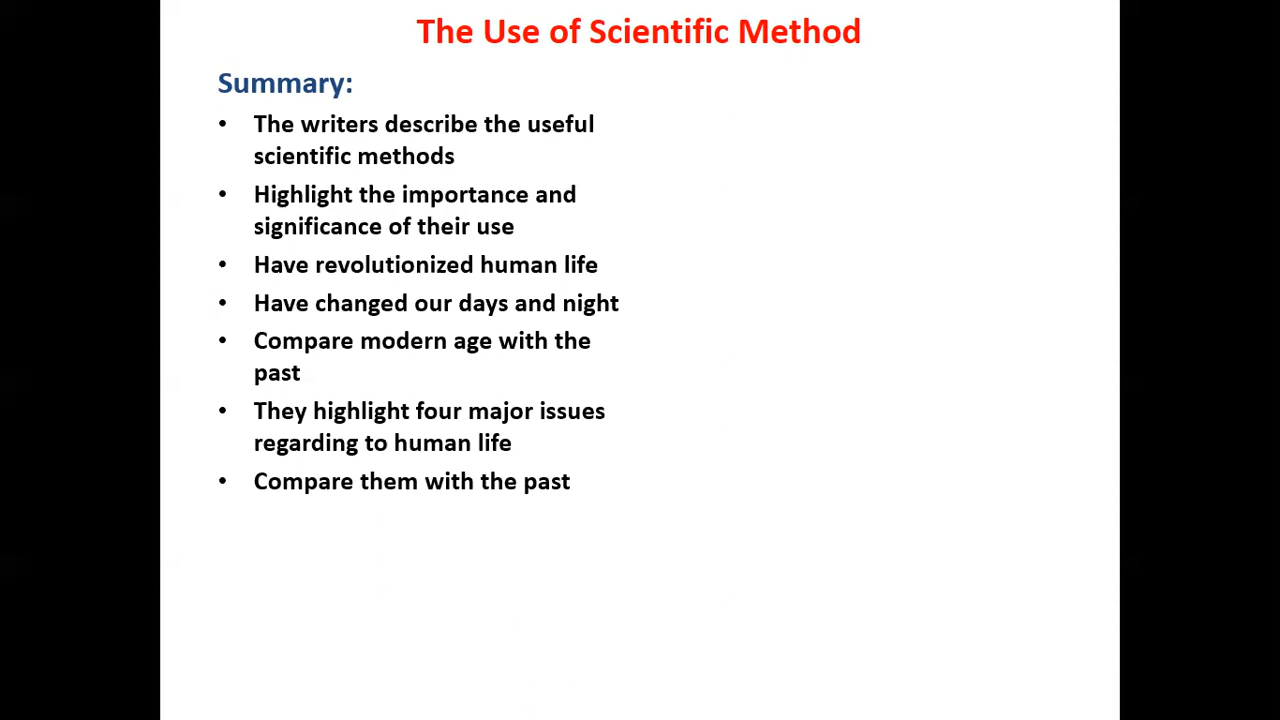 The Use of Scientific Method
Summary:
• The writers describe the useful
scientific methods
• Highlight the importance and
significance of their use
• Have revolutionized human life
• Have changed our days and night
• Compare modern age with the
past
• They highlight four major issues
regarding to human life
• Compare them with the past